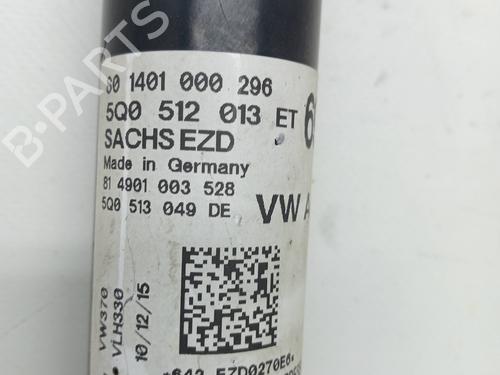 B-PARTS
80 1401 000 296
5Q0 512 013 ET
SACHS EZD
Made in Germany
81 4901 003 528
5Q0 513 049 DE
VW
VW370
VLH330
10/12/15